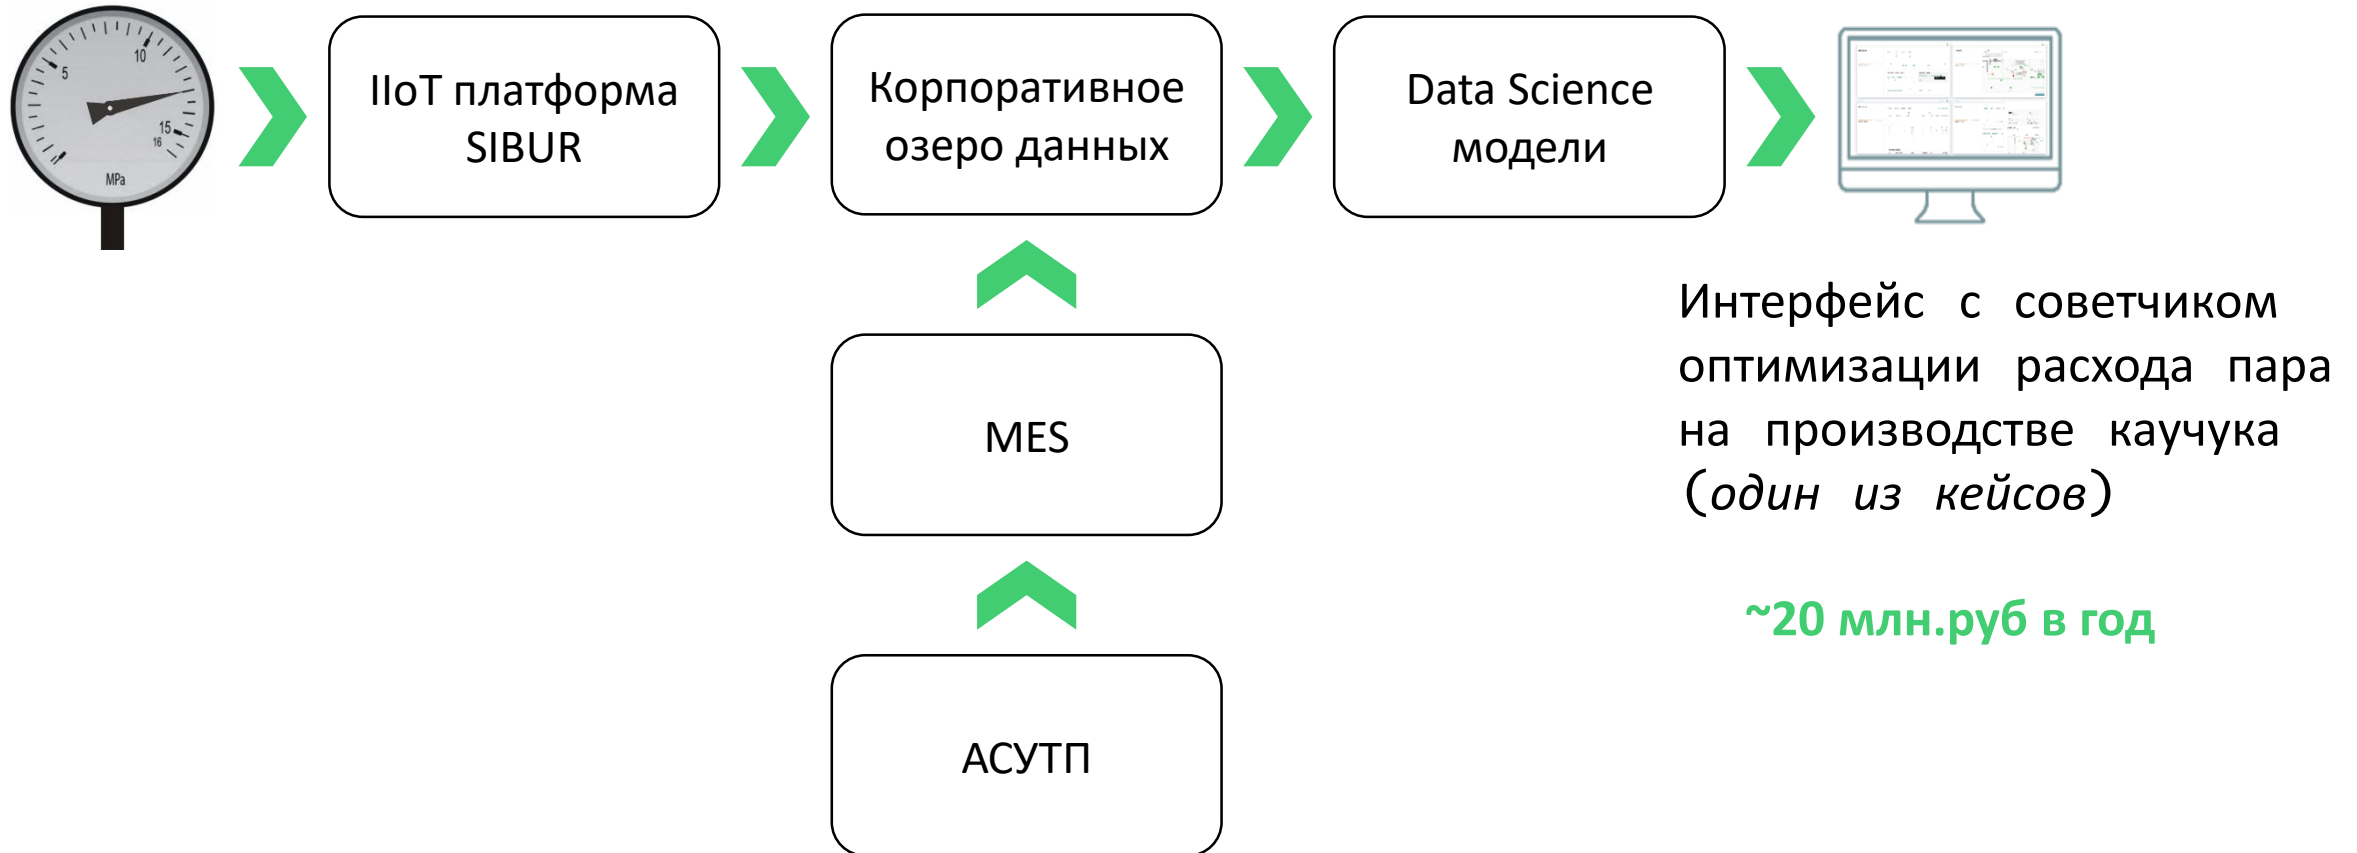 5
10
15
16
MPa
IIoT платформа
SIBUR
Корпоративное
озеро данных
Data Science
модели
MES
АСУТП
Интерфейс с советчиком
оптимизации расхода пара
на производстве каучука
(один из кейсов)
~20 млн.руб в год